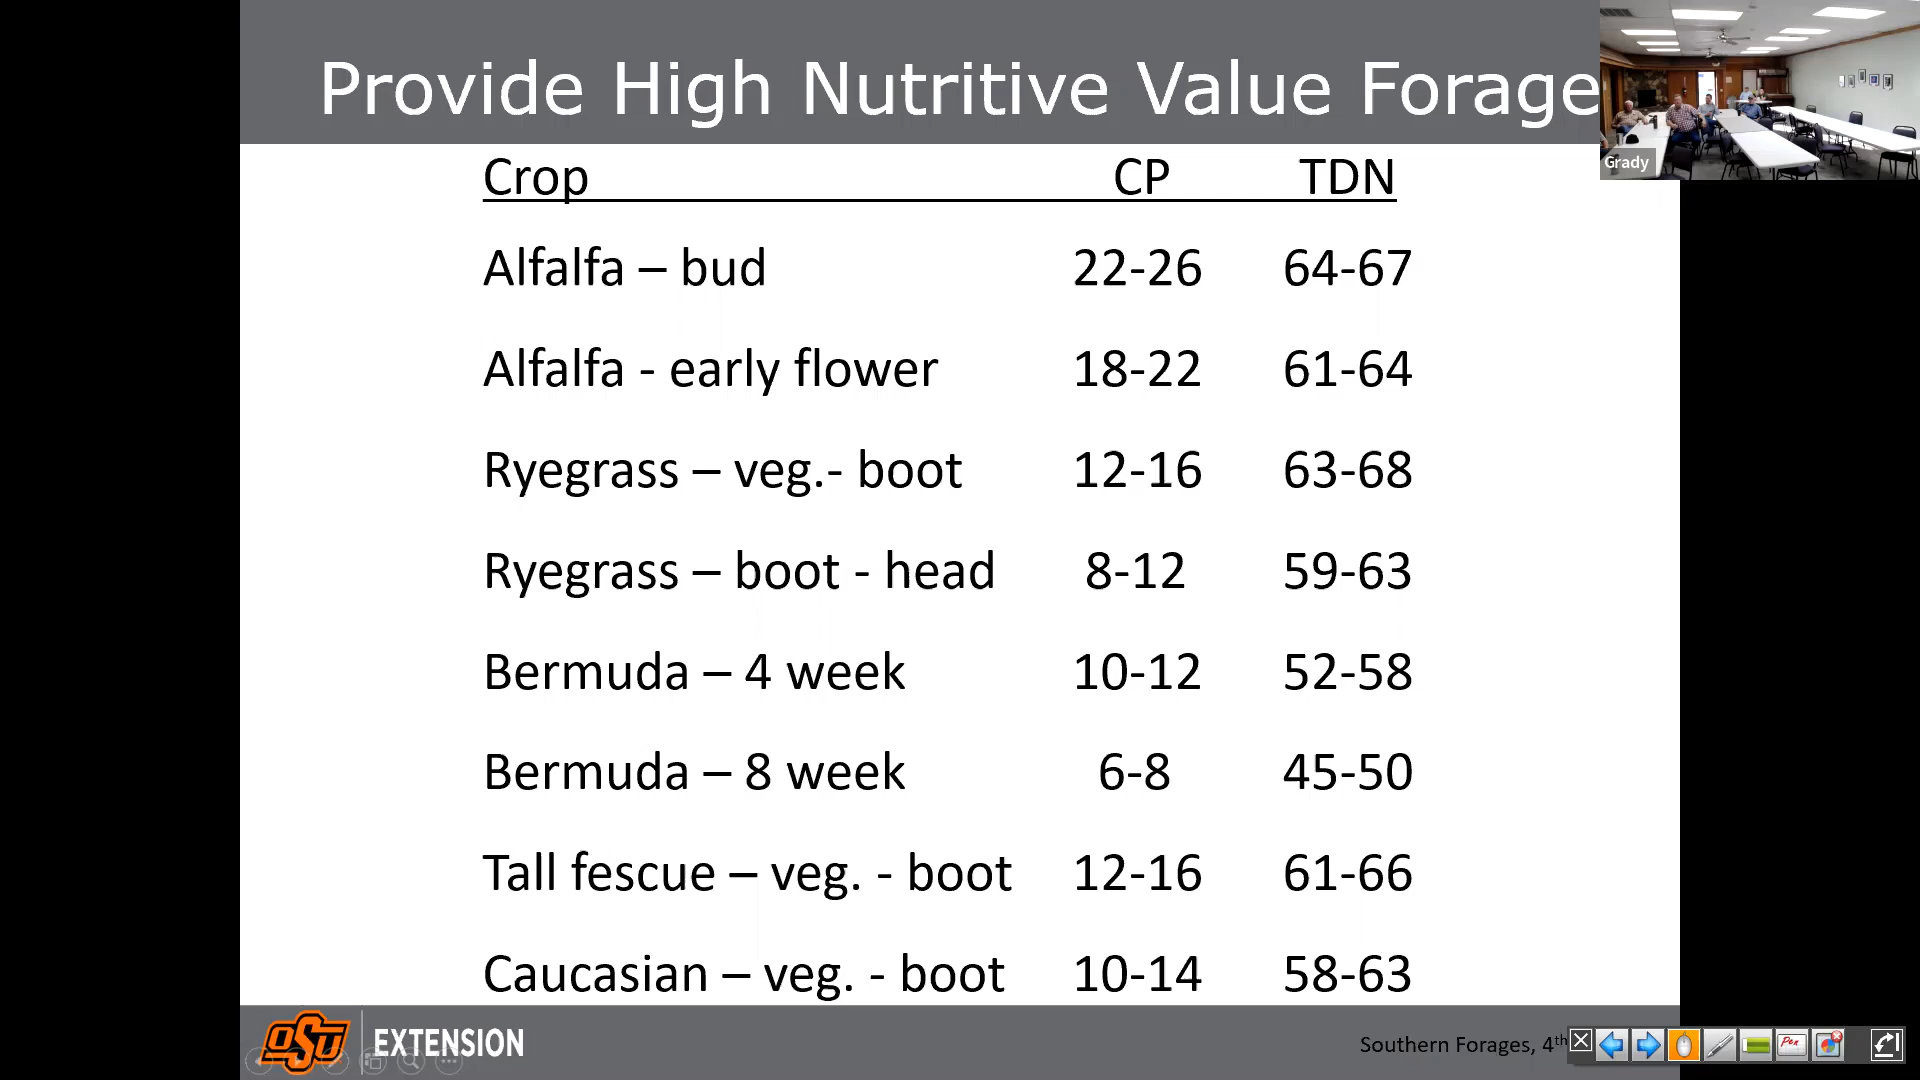 Provide High Nutritive Value Forage
Grady
Crop CP TDN
Alfalfa – bud 22-26 64-67
Alfalfa - early flower 18-22 61-64
Ryegrass – veg.- boot 12-16 63-68
Ryegrass – boot - head 8-12 59-63
Bermuda – 4 week 10-12 52-58
Bermuda – 8 week 6-8 45-50
Tall fescue – veg. - boot 12-16 61-66
Caucasian – veg. - boot 10-14 58-63
OSU EXTENSION
Southern Forages, 4th
Pen